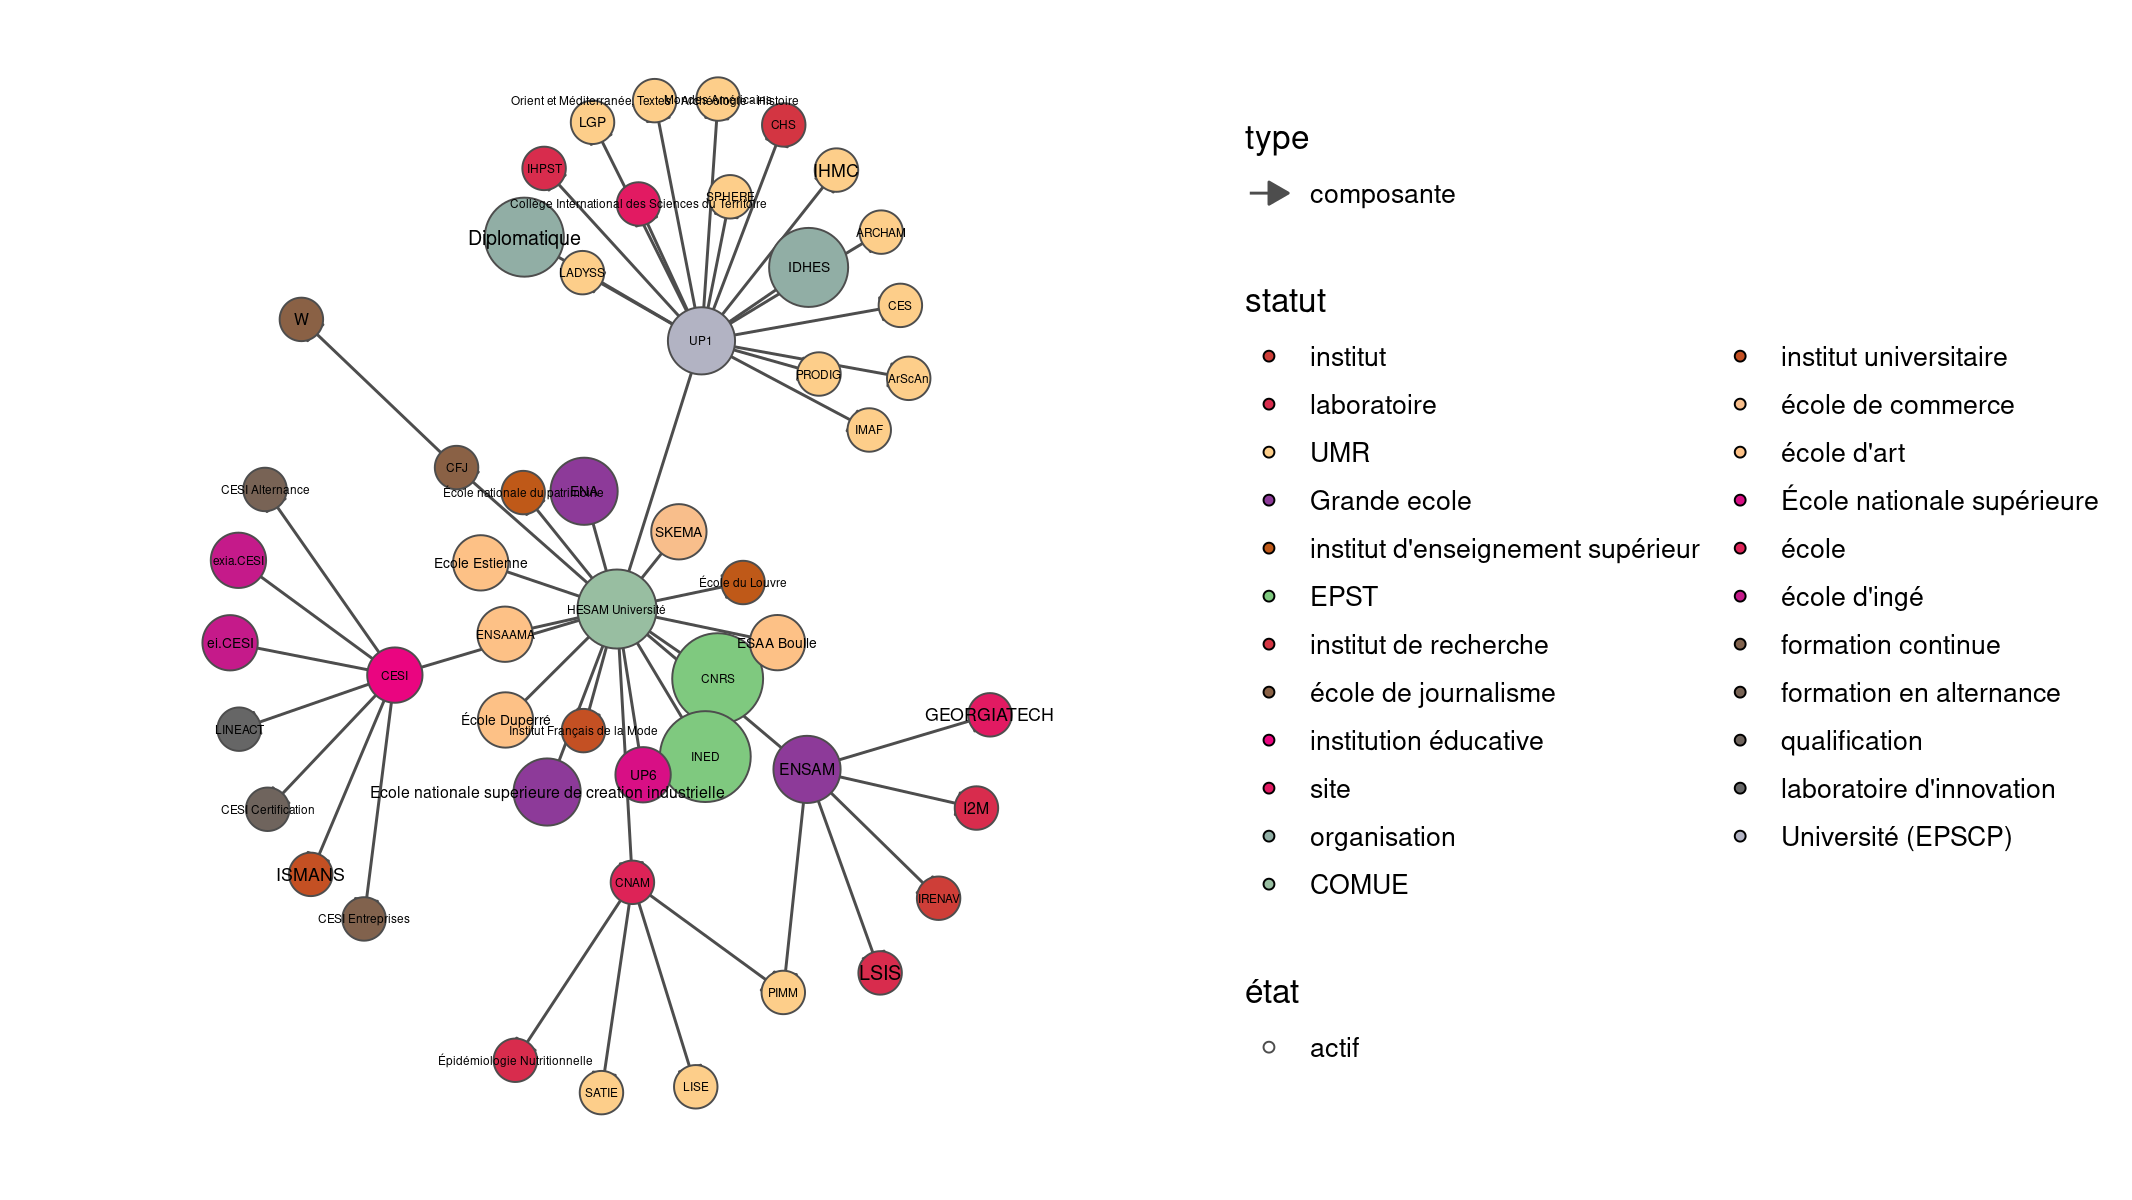 Orient et Méditerranée, Textes - Archéologie - Histoire
Mondes Américains
LGP
CHS
IHPST
IHMC
SPHERE
Collège International des Sciences du Territoire
ARCHAM
Diplomatique
LADYSS
IDHES
CES
W
UP1
PRODIG
ArScAn
IMAF
CFJ
CESI Alternance
École nationale du patrimoine
ENA
SKEMA
exia.CESI
Ecole Estienne
École du Louvre
HESAM Université
ENSAAMA
ei.CESI
ESAA Boulle
CESI
CNRS
École Duperré
GEORGIATECH
LINEACT
Institut Français de la Mode
INED
UP6
ENSAM
Ecole nationale superieure de creation industrielle
CESI Certification
I2M
ISMANS
CNAM
IRENAV
CESI Entreprises
LSIS
PIMM
Épidémiologie Nutritionnelle
SATIE
LISE
type
composante
statut
institut
laboratoire
UMR
Grande ecole
institut d'enseignement supérieur
EPST
institut de recherche
école de journalisme
institution éducative
site
organisation
COMUE
institut universitaire
école de commerce
école d'art
École nationale supérieure
école
école d'ingé
formation continue
formation en alternance
qualification
laboratoire d'innovation
Université (EPSCP)
état
actif